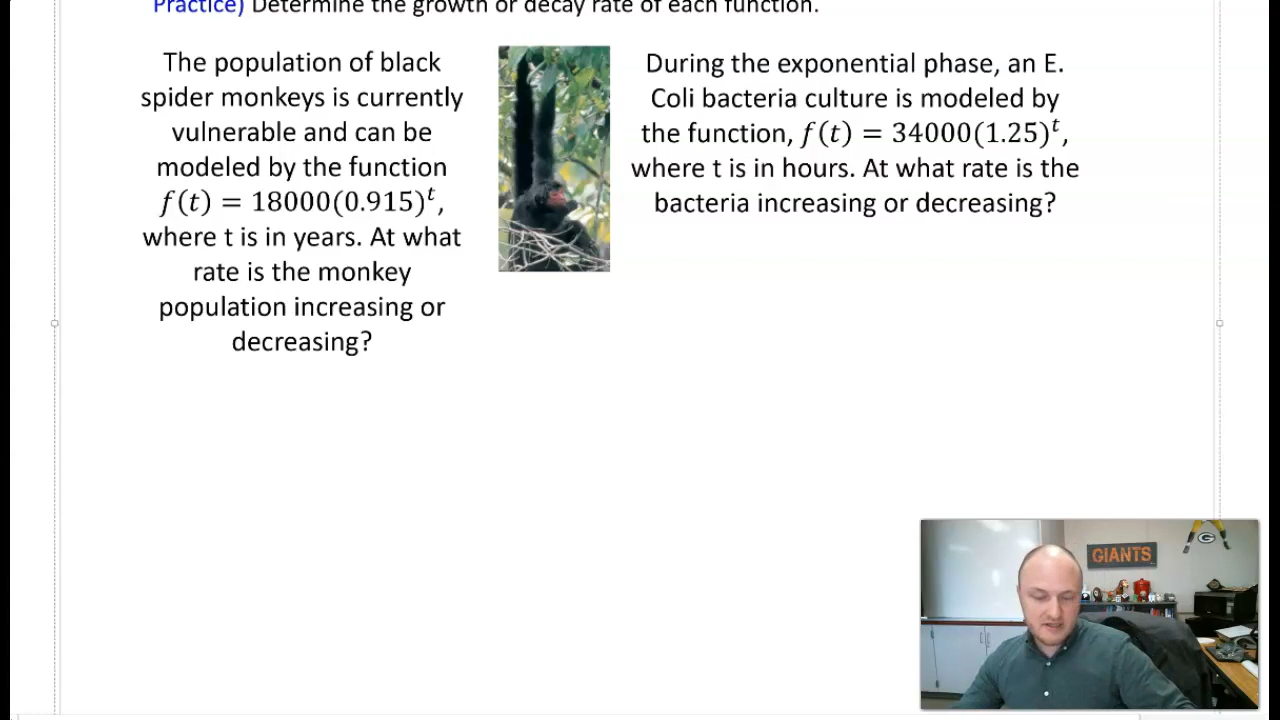 Practice) Determine the growth or decay rate of each function.
The population of black
spider monkeys is currently
vulnerable and can be
modeled by the function
f(t) = 18000(0.915)^t,
where t is in years. At what
rate is the monkey
population increasing or
decreasing?
During the exponential phase, an E.
Coli bacteria culture is modeled by
the function, f(t) = 34000(1.25)^t,
where t is in hours. At what rate is the
bacteria increasing or decreasing?
GIANTS
G